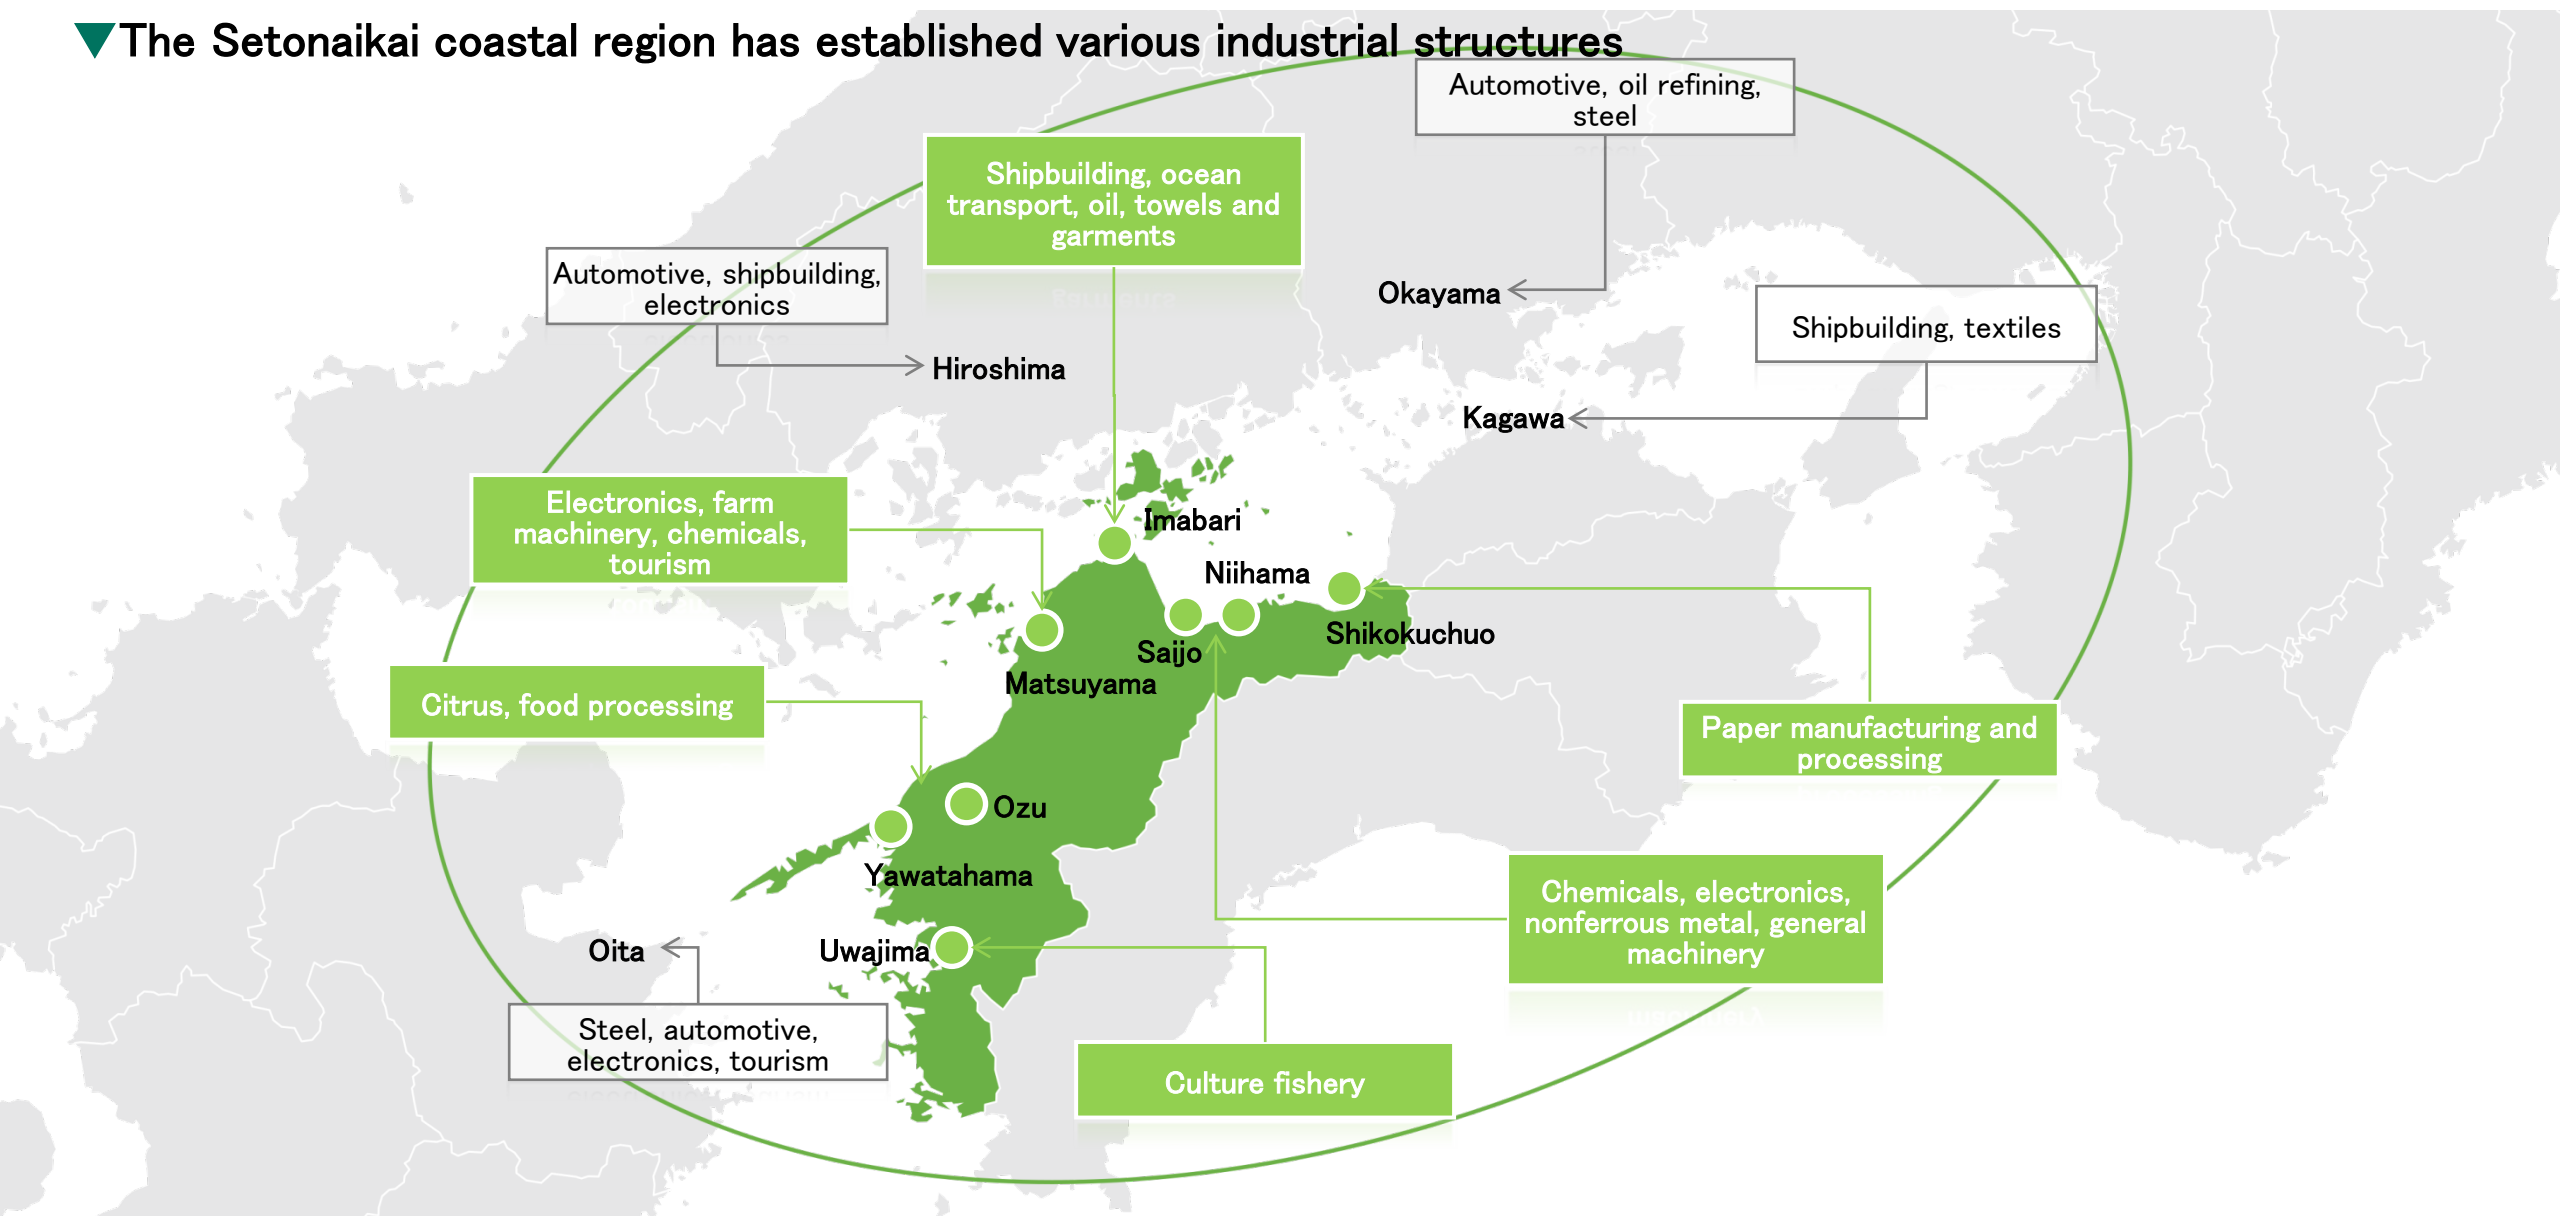 ▼The Setonaikai coastal region has established various industrial structures
Automotive, oil refining,
steel
Shipbuilding, ocean
transport, oil, towels and
garments
Automotive, shipbuilding,
electronics
Okayama
Shipbuilding, textiles
Hiroshima
Kagawa
Electronics, farm
machinery, chemicals,
tourism
Imabari
Niihama
Shikokuchuo
Saijo
Matsuyama
Citrus, food processing
Paper manufacturing and
processing
Ozu
Yawatahama
Chemicals, electronics,
nonferrous metal, general
machinery
Oita
Uwajima
Steel, automotive,
electronics, tourism
Culture fishery